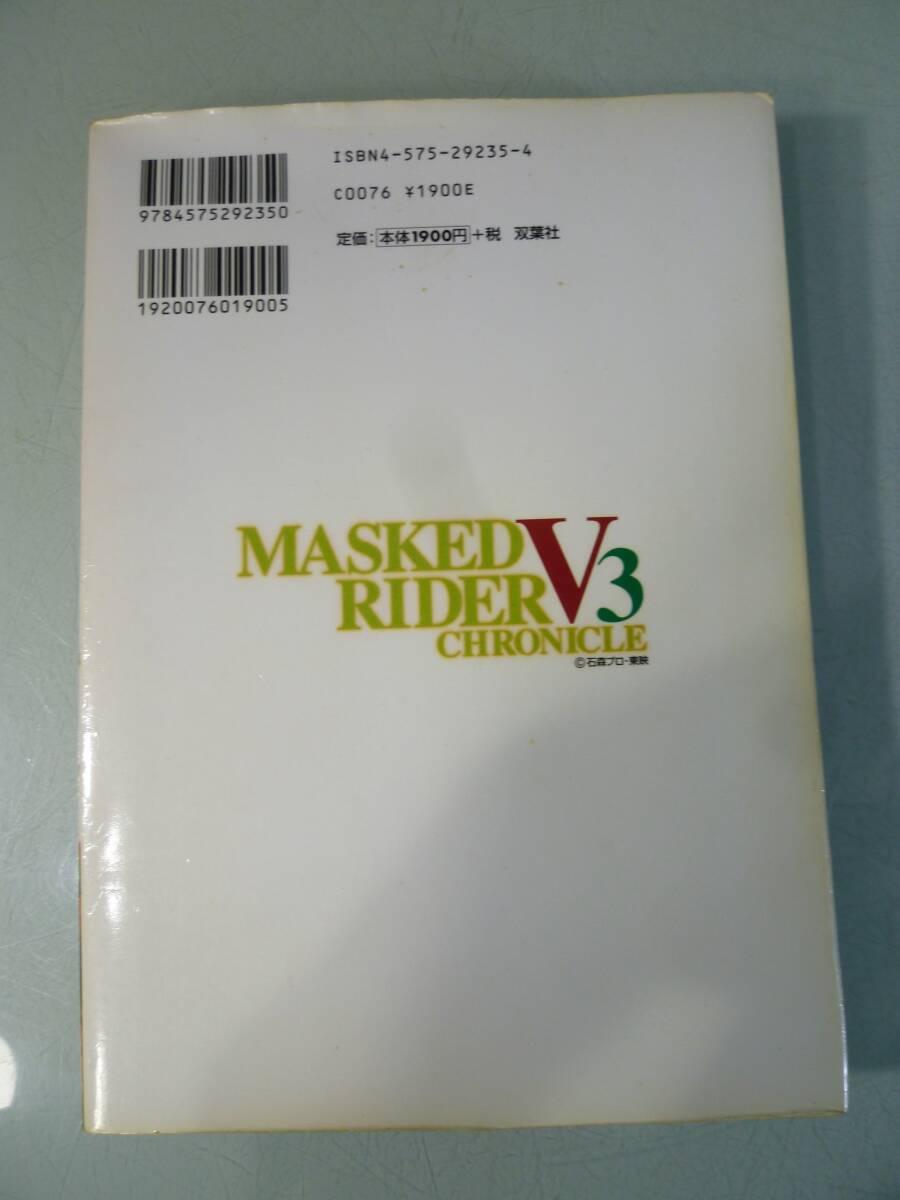 ISBN4-575-29235-4
9784575292350
C0076 ¥1900E
定価:本体1900円+税 双葉社
1920076019005
MASKED
RIDER V3
CHRONICLE
©石森プロ・東映